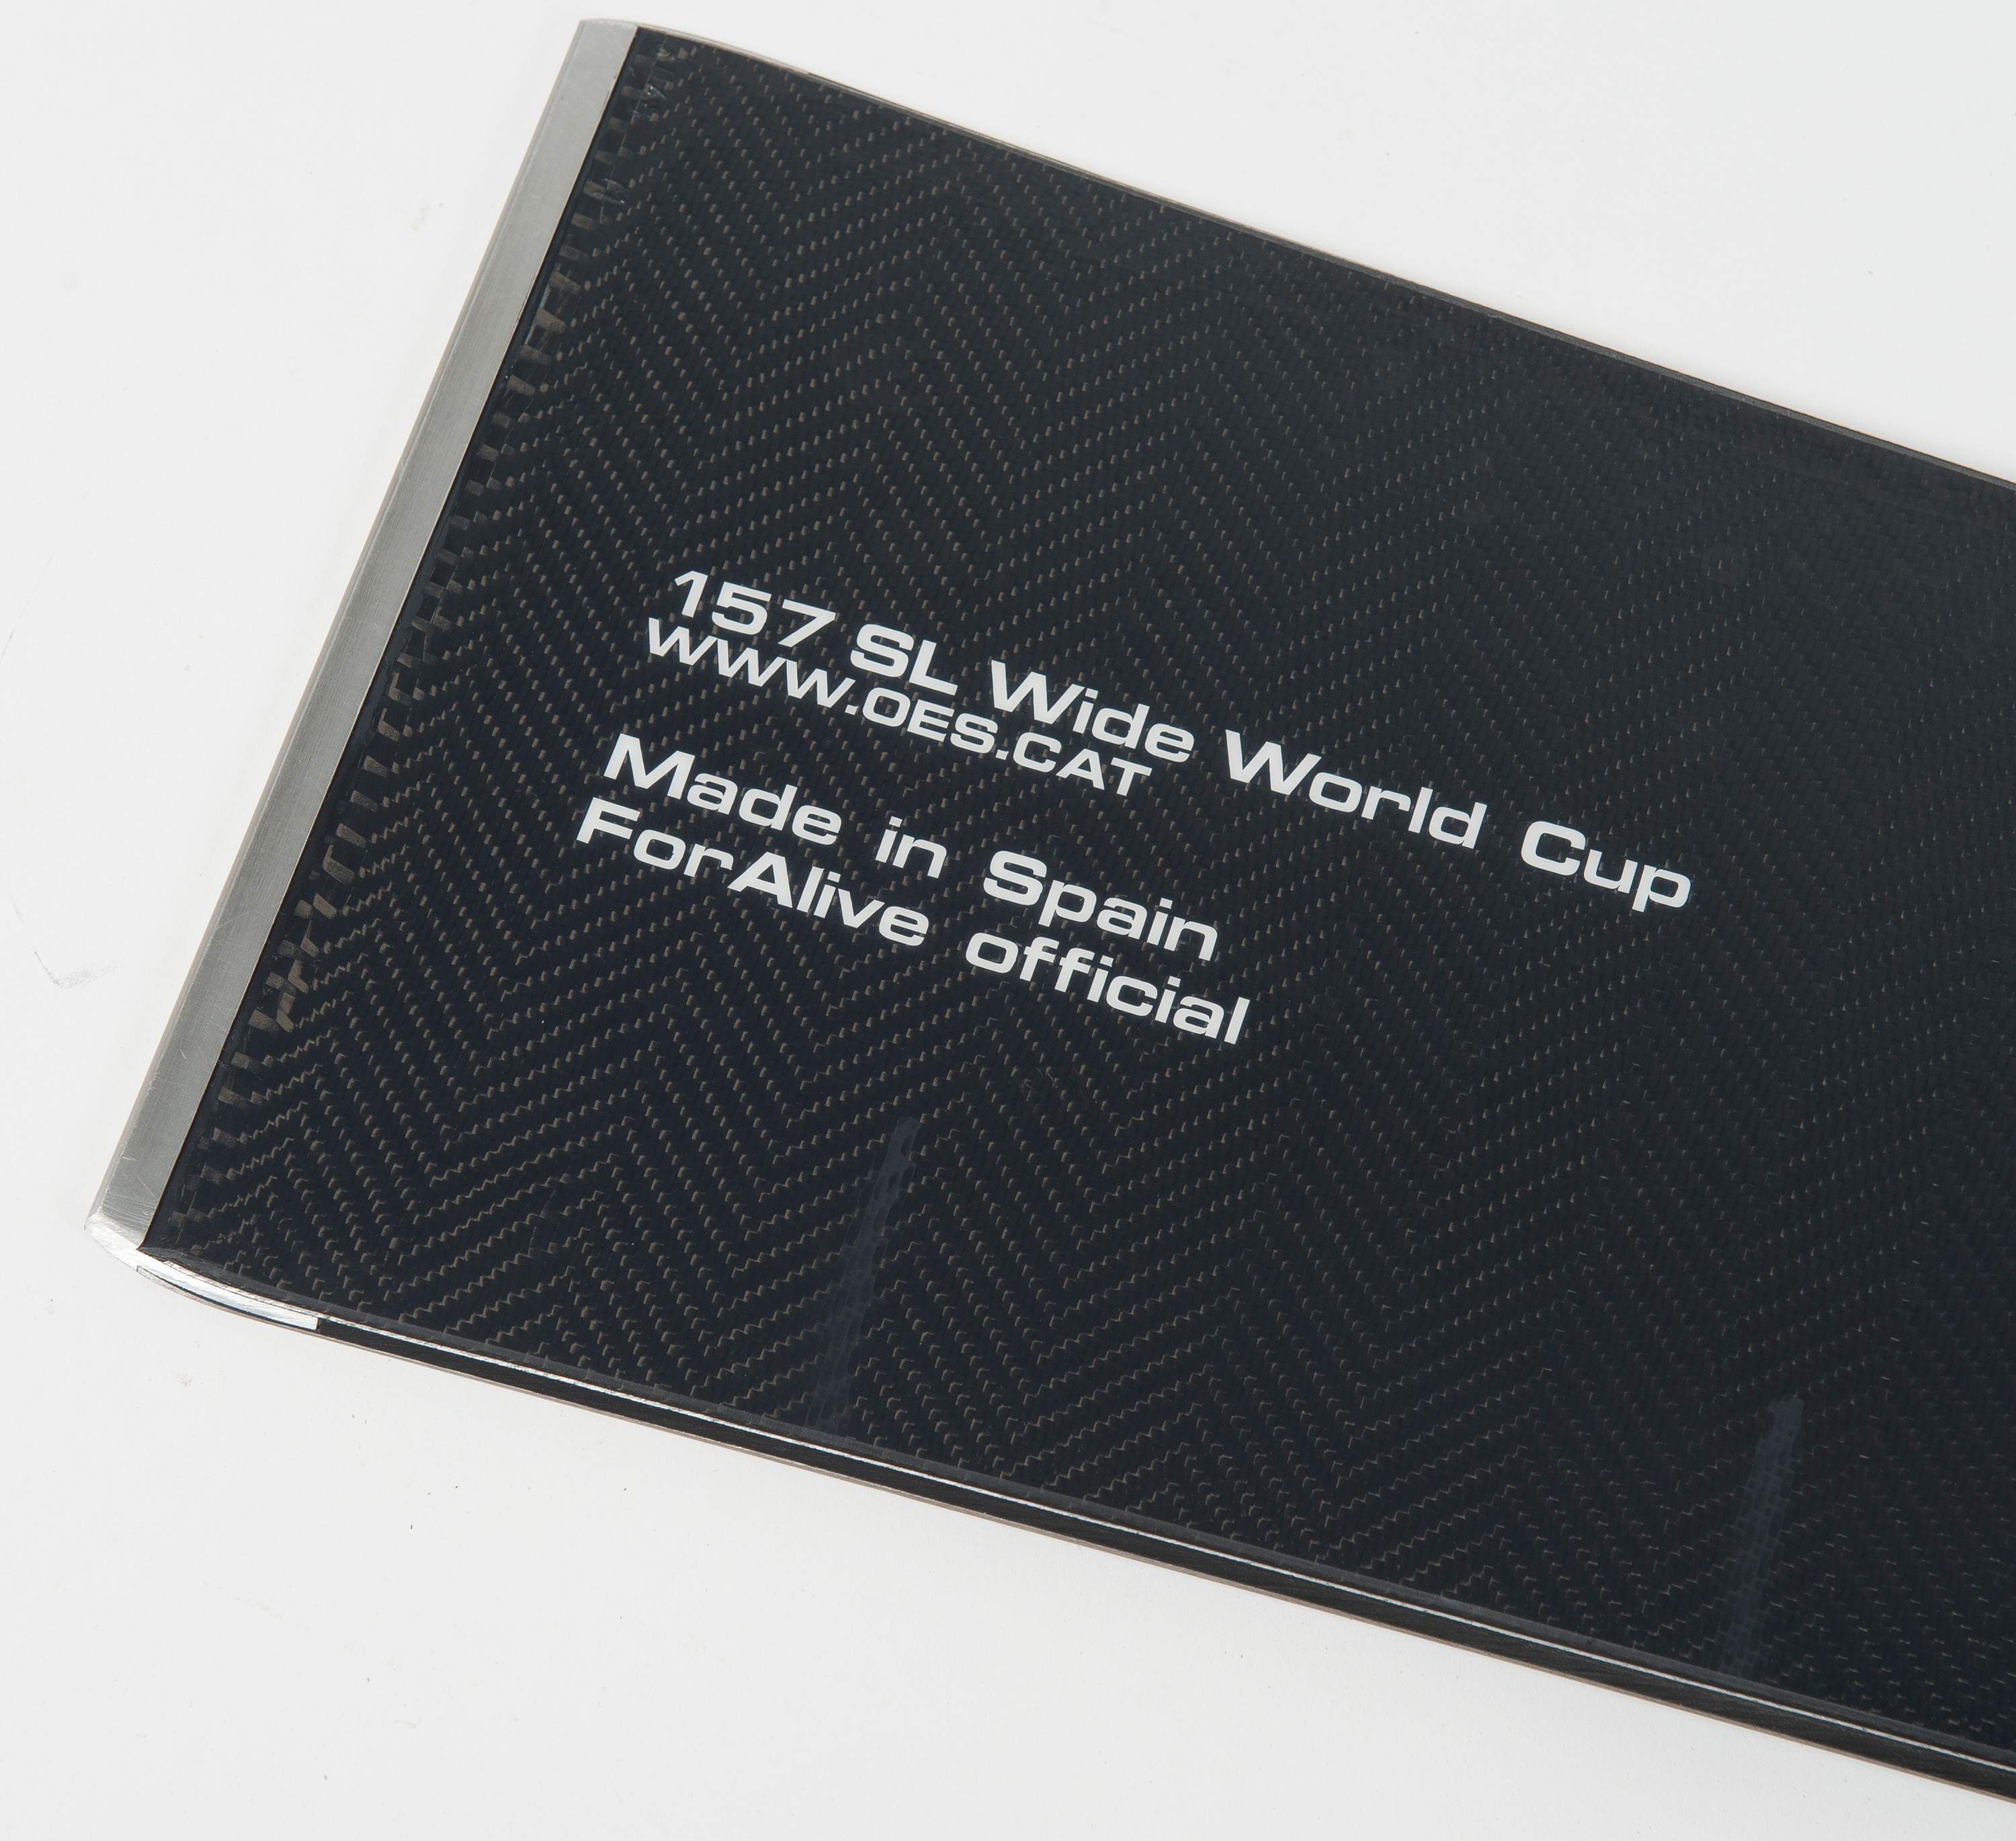 157 SL Wide World Cup
WWW.OES.CAT
Made in Spain
ForAlive official